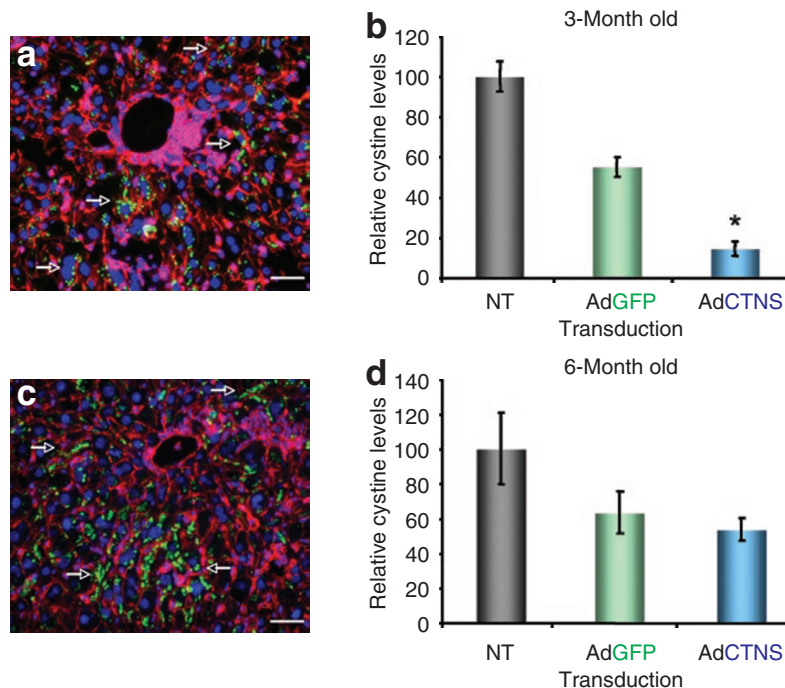 a
b
3-Month old
Relative cystine levels
120
100
80
60
40
20
0
*
NT AdGFP AdCTNS
Transduction
c
d
6-Month old
Relative cystine levels
140
120
100
80
60
40
20
0
NT AdGFP AdCTNS
Transduction